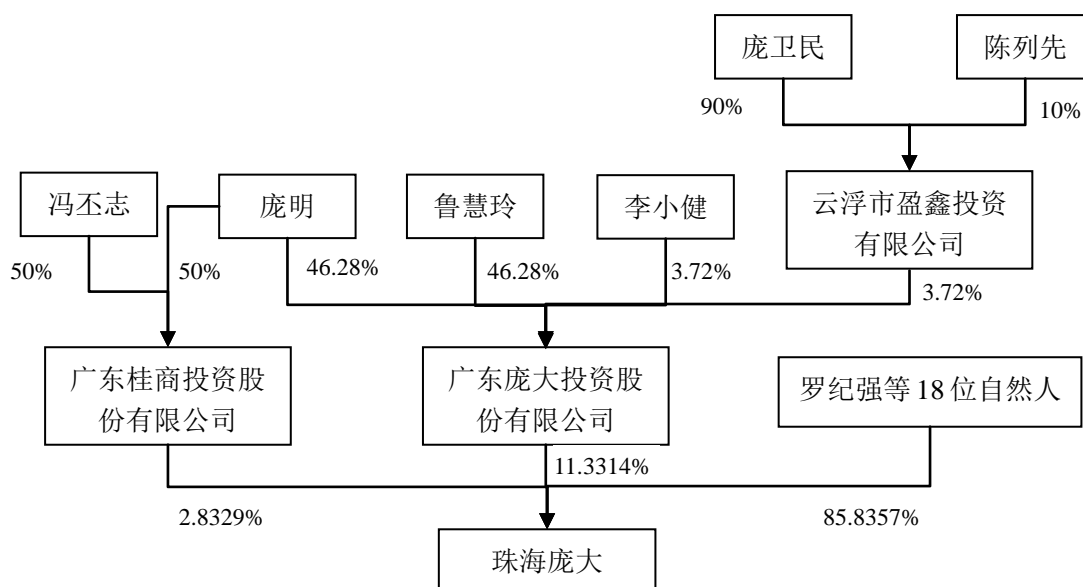 庞卫民
陈列先
90%
10%
冯丕志
庞明
鲁慧玲
李小健
云浮市盈鑫投资
有限公司
50%
50%
46.28%
46.28%
3.72%
3.72%
广东桂商投资股
份有限公司
广东庞大投资股
份有限公司
罗纪强等 18 位自然人
11.3314%
2.8329%
85.8357%
珠海庞大